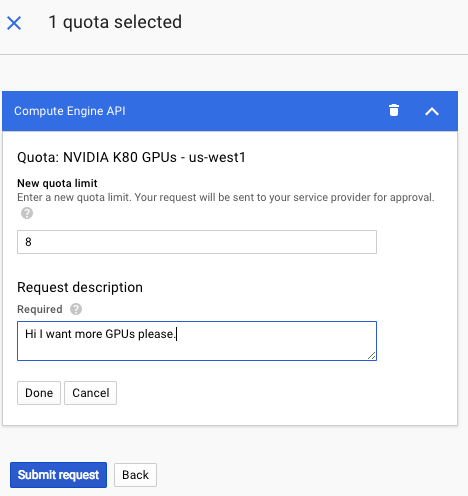 1 quota selected
Compute Engine API
Quota: NVIDIA K80 GPUs - us-west1
New quota limit
Enter a new quota limit. Your request will be sent to your service provider for approval.
?
8
Request description
Required ?
Hi I want more GPUs please.
Done Cancel
Submit request Back